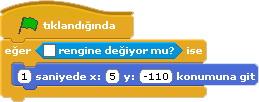 tıklandığında
eğer rengine değiyor mu? ise
1 saniyede x: 5 y: -110 konumuna git